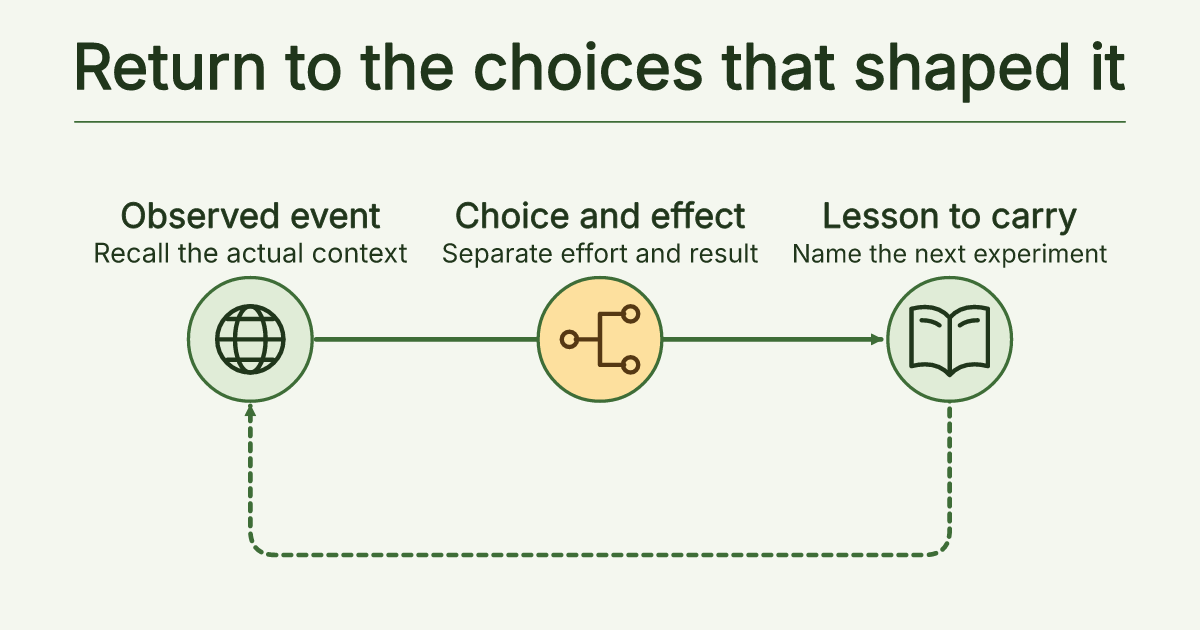 Return to the choices that shaped it
Observed event
Recall the actual context
Choice and effect
Separate effort and result
Lesson to carry
Name the next experiment